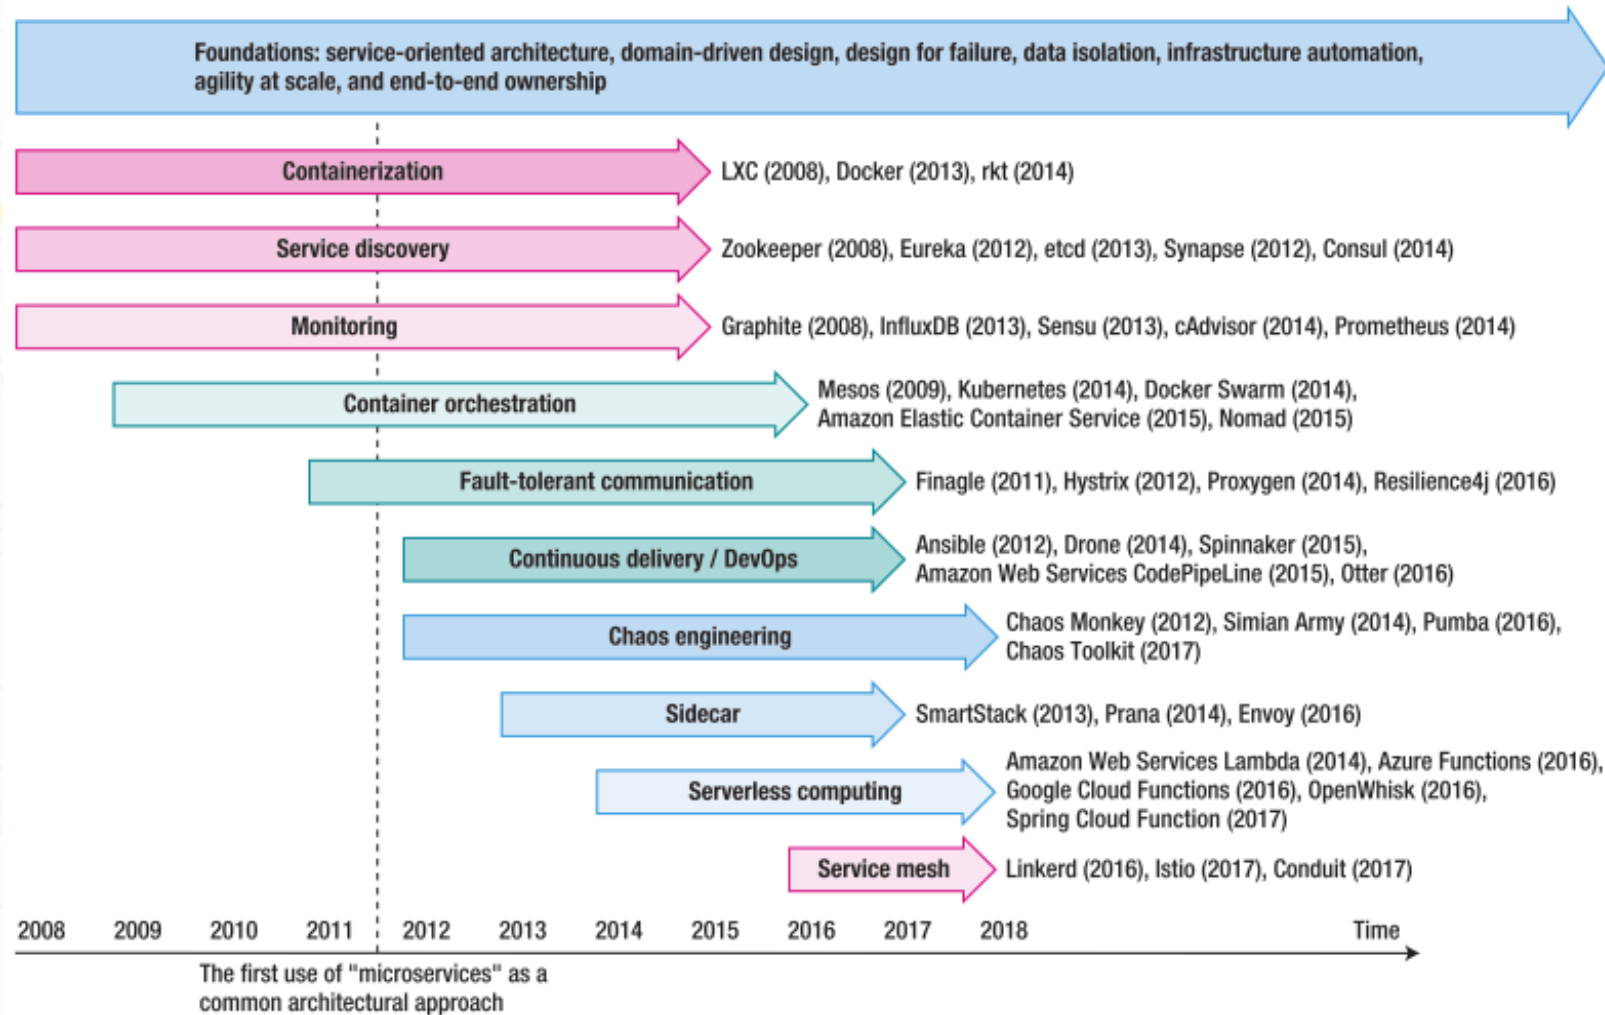 Foundations: service-oriented architecture, domain-driven design, design for failure, data isolation, infrastructure automation,
agility at scale, and end-to-end ownership
Containerization
LXC (2008), Docker (2013), rkt (2014)
Service discovery
Zookeeper (2008), Eureka (2012), etcd (2013), Synapse (2012), Consul (2014)
Monitoring
Graphite (2008), InfluxDB (2013), Sensu (2013), cAdvisor (2014), Prometheus (2014)
Container orchestration
Mesos (2009), Kubernetes (2014), Docker Swarm (2014),
Amazon Elastic Container Service (2015), Nomad (2015)
Fault-tolerant communication
Finagle (2011), Hystrix (2012), Proxygen (2014), Resilience4j (2016)
Continuous delivery / DevOps
Ansible (2012), Drone (2014), Spinnaker (2015),
Amazon Web Services CodePipeLine (2015), Otter (2016)
Chaos engineering
Chaos Monkey (2012), Simian Army (2014), Pumba (2016),
Chaos Toolkit (2017)
Sidecar
SmartStack (2013), Prana (2014), Envoy (2016)
Serverless computing
Amazon Web Services Lambda (2014), Azure Functions (2016),
Google Cloud Functions (2016), OpenWhisk (2016),
Spring Cloud Function (2017)
Service mesh
Linkerd (2016), Istio (2017), Conduit (2017)
2008 2009 2010 2011 2012 2013 2014 2015 2016 2017 2018 Time
The first use of "microservices" as a
common architectural approach